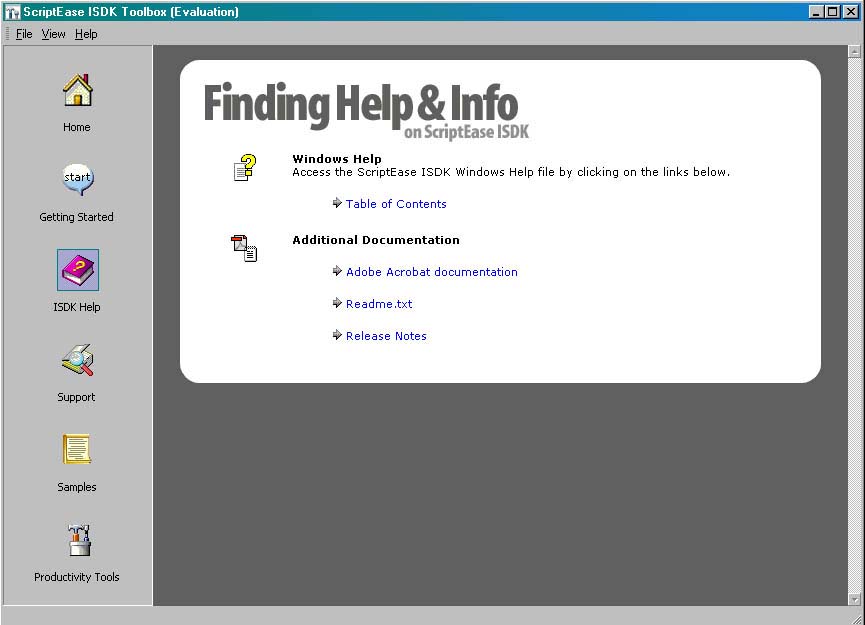 ScriptEase ISDK Toolbox (Evaluation)
File View Help
Home
start
Getting Started
ISDK Help
Support
Samples
Productivity Tools
Finding Help & Info
on ScriptEase ISDK
Windows Help
Access the ScriptEase ISDK Windows Help file by clicking on the links below.
Table of Contents
Additional Documentation
Adobe Acrobat documentation
Readme.txt
Release Notes